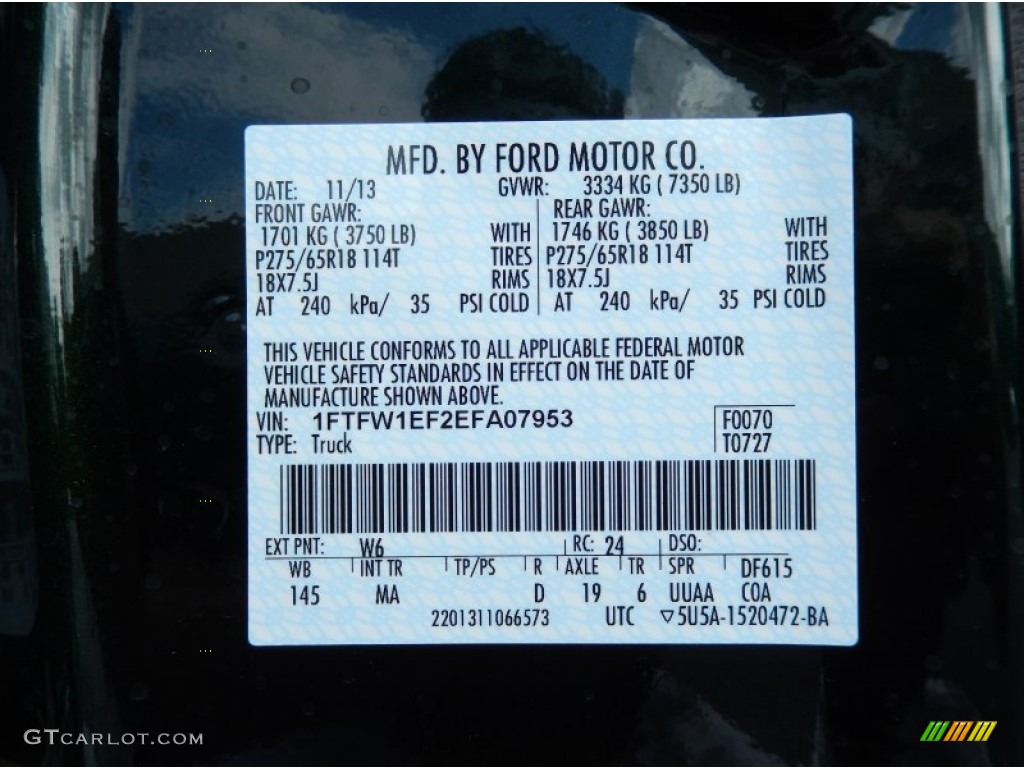 MFD. BY FORD MOTOR CO.
DATE: 11/13 GVWR: 3334 KG ( 7350 LB)
FRONT GAWR: REAR GAWR:
1701 KG ( 3750 LB) WITH 1746 KG ( 3850 LB) WITH
P275/65R18 114T TIRES P275/65R18 114T TIRES
18X7.5J RIMS 18X7.5J RIMS
AT 240 kPa/ 35 PSI COLD AT 240 kPa/ 35 PSI COLD
THIS VEHICLE CONFORMS TO ALL APPLICABLE FEDERAL MOTOR
VEHICLE SAFETY STANDARDS IN EFFECT ON THE DATE OF
MANUFACTURE SHOWN ABOVE.
VIN: 1FTFW1EF2EFA07953 F0070
TYPE: Truck T0727
EXT PNT: W6 RC: 24 DSO:
WB INT TR TP/PS R AXLE TR SPR DF615
145 MA D 19 6 UUAA COA
2201311066573 UTC ▽5U5A-1520472-BA
GTCARLOT.COM